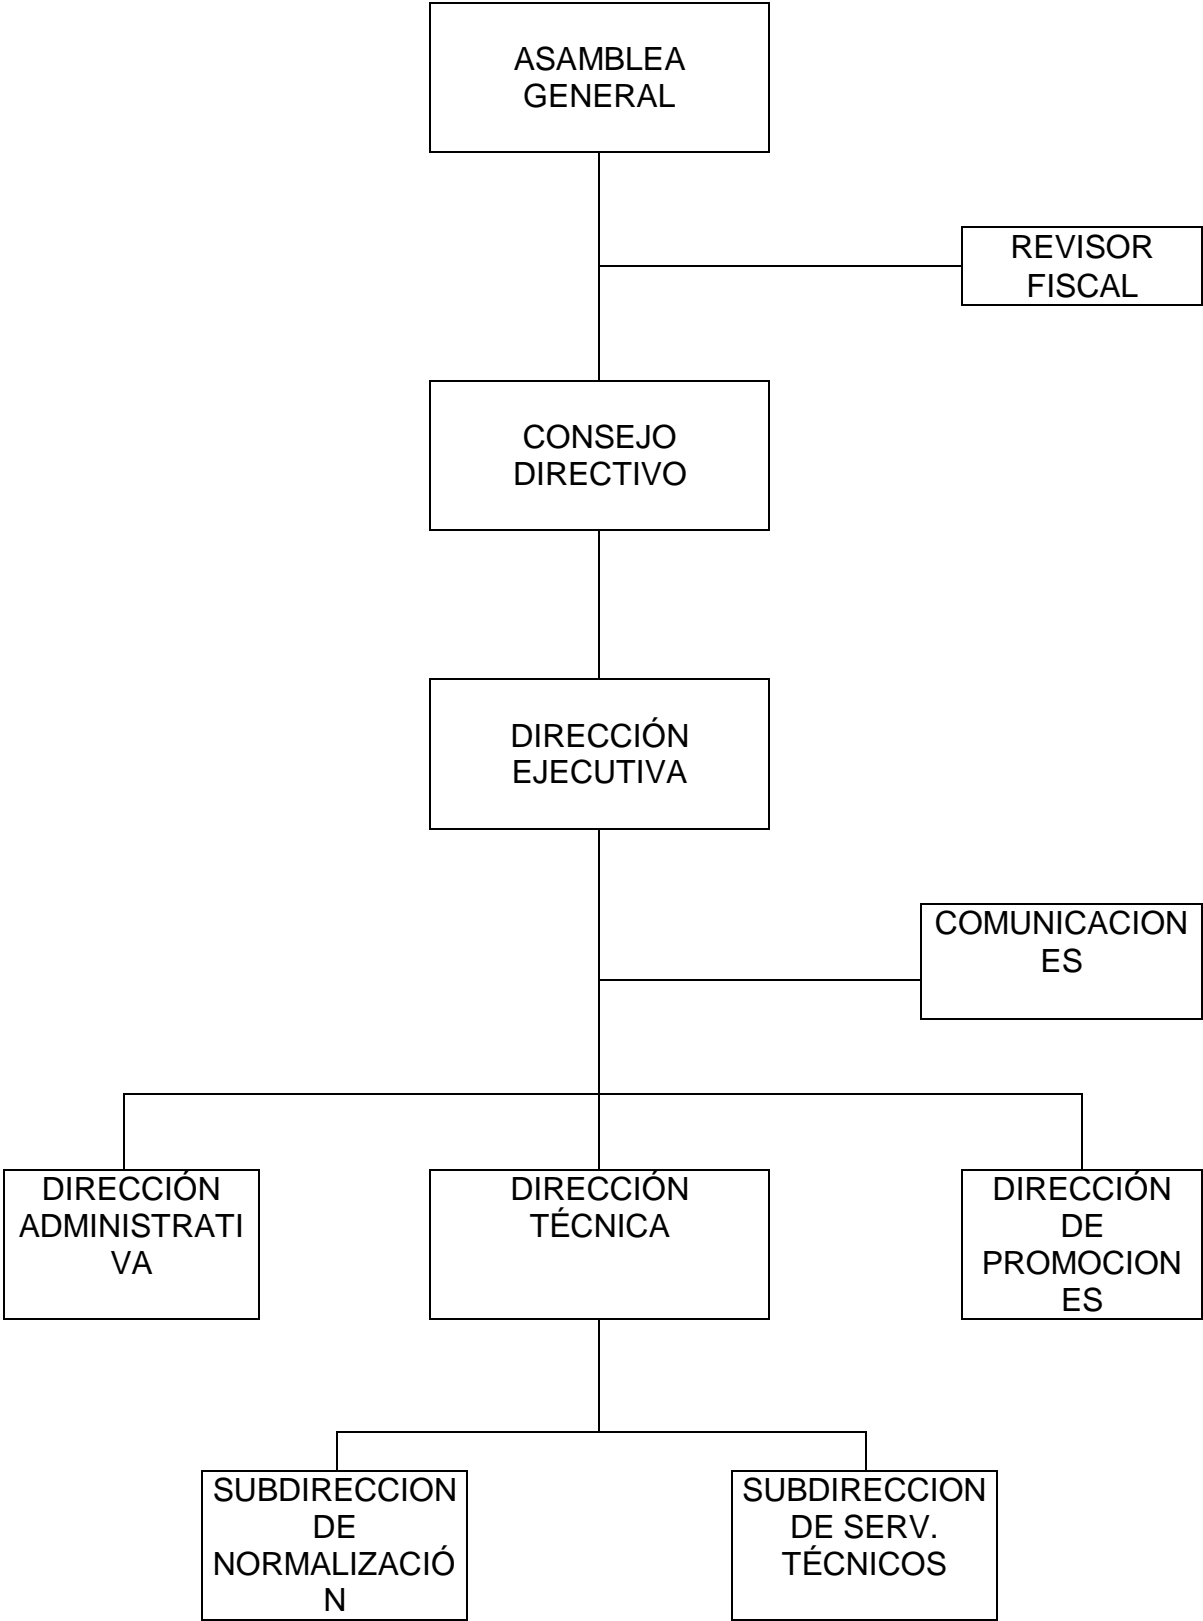 ASAMBLEA
GENERAL
REVISOR
FISCAL
CONSEJO
DIRECTIVO
DIRECCIÓN
EJECUTIVA
COMUNICACION
ES
DIRECCIÓN
ADMINISTRATI
VA
DIRECCIÓN
TÉCNICA
DIRECCIÓN
DE
PROMOCION
ES
SUBDIRECCION
DE
NORMALIZACIÓ
N
SUBDIRECCION
DE SERV.
TÉCNICOS